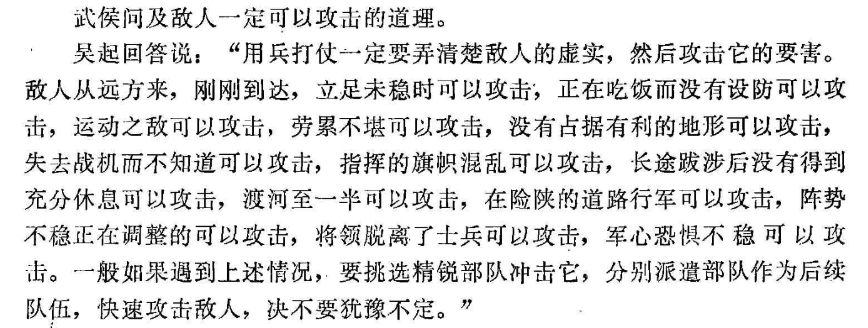 武侯问及敌人一定可以攻击的道理。
吴起回答说：“用兵打仗一定要弄清楚敌人的虚实，然后攻击它的要害。
敌人从远方来，刚刚到达，立足未稳时可以攻击，正在吃饭而没有设防可以攻
击，运动之敌可以攻击，劳累不堪可以攻击，没有占据有利的地形可以攻击，
失去战机而不知道可以攻击，指挥的旗帜混乱可以攻击，长途跋涉后没有得到
充分休息可以攻击，渡河至一半可以攻击，在险陕的道路行军可以攻击，阵势
不稳正在调整的可以攻击，将领脱离了士兵可以攻击，军心恐惧不稳可以攻
击。一般如果遇到上述情况，要挑选精锐部队冲击它，分别派遣部队作为后续
队伍，快速攻击敌人，决不要犹豫不定。”